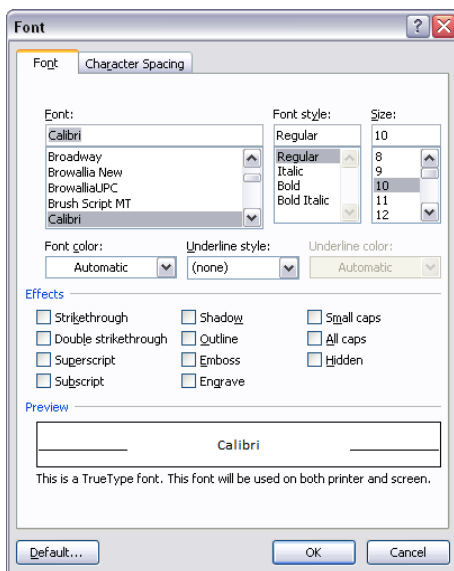 Font
Font Character Spacing
Font: Font style: Size:
Calibri Regular 10
Broadway Regular 8
Browallia New Italic 9
BrowalliaUPC Bold 10
Brush Script MT Bold Italic 11
Calibri 12
Font color: Underline style: Underline color:
Automatic (none) Automatic
Effects
Strikethrough Shadow Small caps
Double strikethrough Outline All caps
Superscript Emboss Hidden
Subscript Engrave
Preview
Calibri
This is a TrueType font. This font will be used on both printer and screen.
Default... OK Cancel